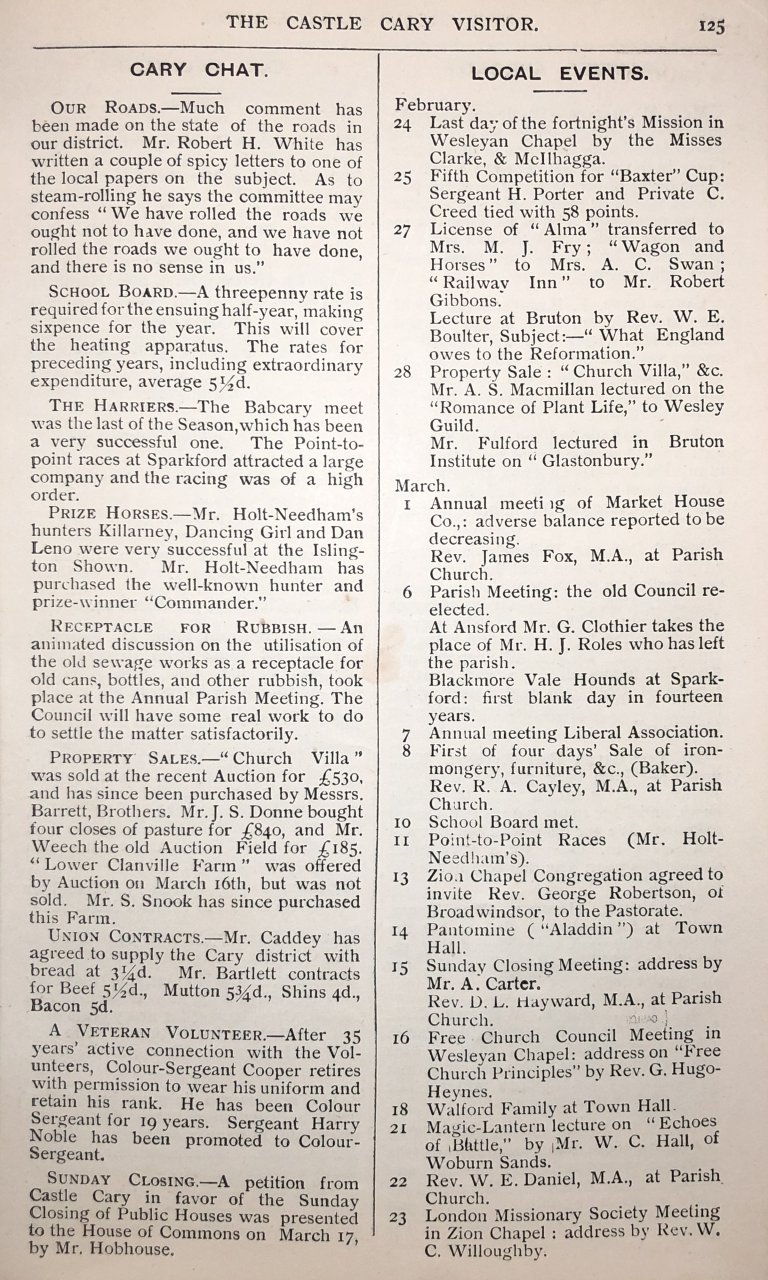 THE CASTLE CARY VISITOR. 125
CARY CHAT.
OUR ROADS.—Much comment has
been made on the state of the roads in
our district. Mr. Robert H. White has
written a couple of spicy letters to one of
the local papers on the subject. As to
steam-rolling he says the committee may
confess “We have rolled the roads we
ought not to have done, and we have not
rolled the roads we ought to have done,
and there is no sense in us.”
SCHOOL BOARD.—A threepenny rate is
required for the ensuing half-year, making
sixpence for the year. This will cover
the heating apparatus. The rates for
preceding years, including extraordinary
expenditure, average 5½d.
THE HARRIERS.—The Babcary meet
was the last of the Season,which has been
a very successful one. The Point-to-
point races at Sparkford attracted a large
company and the racing was of a high
order.
PRIZE HORSES.—Mr. Holt-Needham's
hunters Killarney, Dancing Girl and Dan
Leno were very successful at the Isling-
ton Shown. Mr. Holt-Needham has
purchased the well-known hunter and
prize-winner “Commander.”
RECEPTACLE FOR RUBBISH.—An
animated discussion on the utilisation of
the old sewage works as a receptacle for
old cans, bottles, and other rubbish, took
place at the Annual Parish Meeting. The
Council will have some real work to do
to settle the matter satisfactorily.
PROPERTY SALES.—“Church Villa”
was sold at the recent Auction for £530,
and has since been purchased by Messrs.
Barrett, Brothers. Mr. J. S. Donne bought
four closes of pasture for £840, and Mr.
Weech the old Auction Field for £185.
“Lower Clanville Farm” was offered
by Auction on March 16th, but was not
sold. Mr. S. Snook has since purchased
this Farm.
UNION CONTRACTS.—Mr. Caddey has
agreed to supply the Cary district with
bread at 3¼d. Mr. Bartlett contracts
for Beef 5½d., Mutton 5¾d., Shins 4d.,
Bacon 5d.
A VETERAN VOLUNTEER.—After 35
years' active connection with the Vol-
unteers, Colour-Sergeant Cooper retires
with permission to wear his uniform and
retain his rank. He has been Colour
Sergeant for 19 years. Sergeant Harry
Noble has been promoted to Colour-
Sergeant.
SUNDAY CLOSING.—A petition from
Castle Cary in favor of the Sunday
Closing of Public Houses was presented
to the House of Commons on March 17,
by Mr. Hobhouse.
LOCAL EVENTS.
February.
24 Last day of the fortnight's Mission in
Wesleyan Chapel by the Misses
Clarke, & McIlhagga.
25 Fifth Competition for “Baxter” Cup:
Sergeant H. Porter and Private C.
Creed tied with 58 points.
27 License of “Alma” transferred to
Mrs. M. J. Fry; “Wagon and
Horses” to Mrs. A. C. Swan;
“Railway Inn” to Mr. Robert
Gibbons.
Lecture at Bruton by Rev. W. E.
Boulter, Subject:—“What England
owes to the Reformation.”
28 Property Sale: “Church Villa,” &c.
Mr. A. S. Macmillan lectured on the
“Romance of Plant Life,” to Wesley
Guild.
Mr. Fulford lectured in Bruton
Institute on “Glastonbury.”
March.
1 Annual meeting of Market House
Co.,: adverse balance reported to be
decreasing.
Rev. James Fox, M.A., at Parish
Church.
6 Parish Meeting: the old Council re-
elected.
At Ansford Mr. G. Clothier takes the
place of Mr. H. J. Roles who has left
the parish.
Blackmore Vale Hounds at Spark-
ford: first blank day in fourteen
years.
7 Annual meeting Liberal Association.
8 First of four days' Sale of iron-
mongery, furniture, &c., (Baker).
Rev. R. A. Cayley, M.A., at Parish
Church.
10 School Board met.
11 Point-to-Point Races (Mr. Holt-
Needham's).
13 Zion Chapel Congregation agreed to
invite Rev. George Robertson, of
Broadwindsor, to the Pastorate.
14 Pantomine (“Aladdin”) at Town
Hall.
15 Sunday Closing Meeting: address by
Mr. A. Carter.
Rev. D. L. Hayward, M.A., at Parish
Church.
16 Free Church Council Meeting in
Wesleyan Chapel: address on “Free
Church Principles” by Rev. G. Hugo-
Heynes.
18 Walford Family at Town Hall.
21 Magic-Lantern lecture on “Echoes
of Battle,” by Mr. W. C. Hall, of
Woburn Sands.
22 Rev. W. E. Daniel, M.A., at Parish
Church.
23 London Missionary Society Meeting
in Zion Chapel: address by Rev. W.
C. Willoughby.